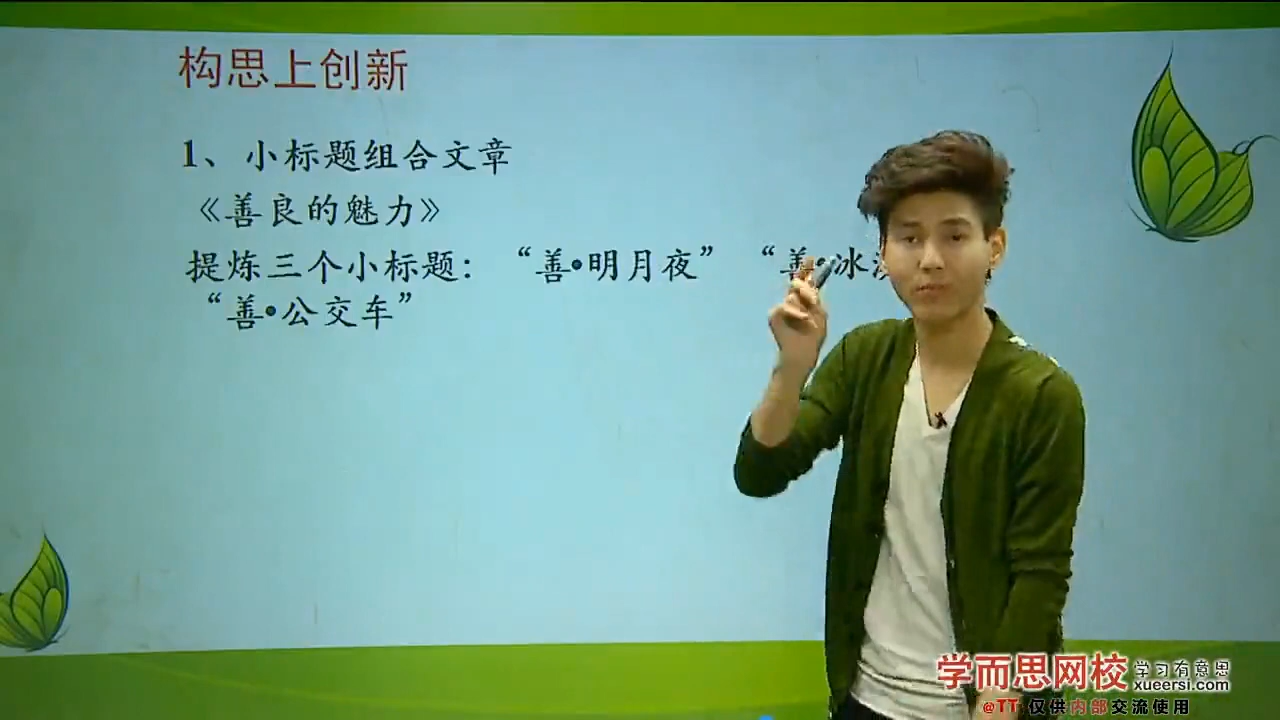 构思上创新
1、小标题组合文章
《善良的魅力》
提炼三个小标题：“善•明月夜” “善•冰
“善•公交车”
学而思网校 学习有意思
xueersi.com
@TT 仅供内部交流使用